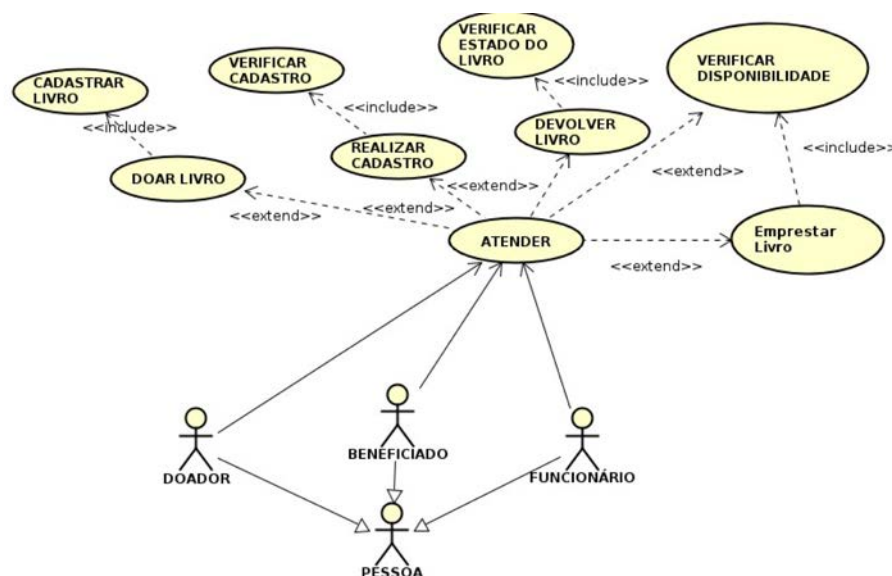 VERIFICAR
ESTADO DO
LIVRO
VERIFICAR
CADASTRO
VERIFICAR
DISPONIBILIDADE
CADASTRAR
LIVRO
<<include>>
<<include>>
<<include>>
DEVOLVER
LIVRO
REALIZAR
CADASTRO
<<include>>
DOAR LIVRO
<<extend>>
<<extend>>
<<extend>>
<<extend>>
ATENDER
Emprestar
Livro
<<extend>>
DOADOR
BENEFICIADO
FUNCIONÁRIO
PESSOA